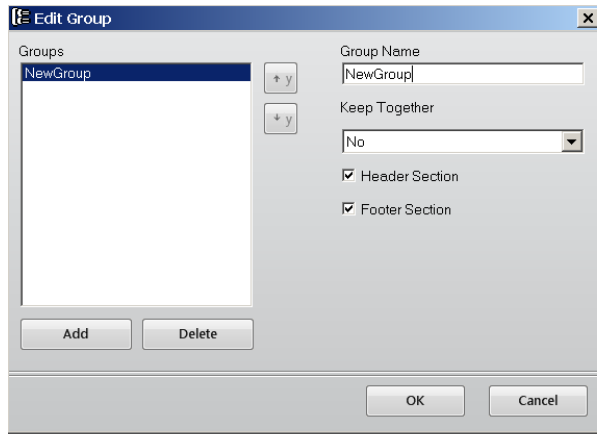 Edit Group
Groups
NewGroup
y
y
Group Name
NewGroup
Keep Together
No
Header Section
Footer Section
Add
Delete
OK
Cancel